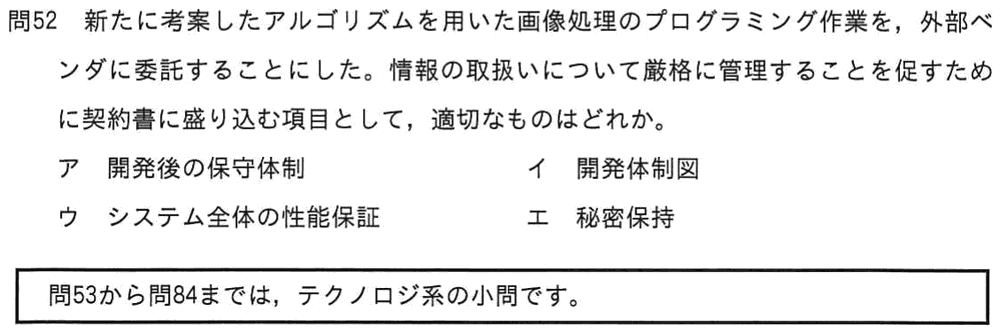 問52 新たに考案したアルゴリズムを用いた画像処理のプログラミング作業を，外部ベ
ンダに委託することにした。情報の取扱いについて厳格に管理することを促すため
に契約書に盛り込む項目として，適切なものはどれか。
ア 開発後の保守体制 イ 開発体制図
ウ システム全体の性能保証 エ 秘密保持
問53から問84までは，テクノロジ系の小問です。